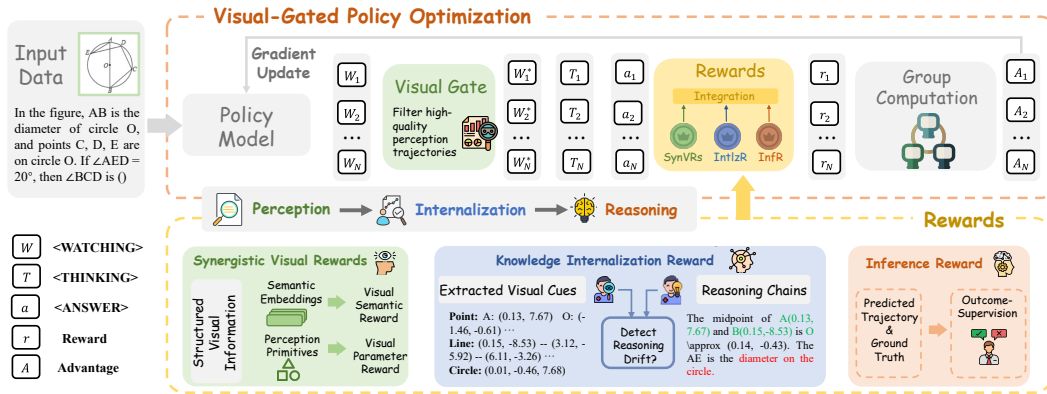 Visual-Gated Policy Optimization
Input
Data
A
D
E
O
C
B
In the figure, AB is the
diameter of circle O,
and points C, D, E are
on circle O. If ∠AED =
20°, then ∠BCD is ()
Gradient
Update
Policy
Model
W1
W2
...
WN
Visual Gate
Filter high-
quality
perception
trajectories
W1*
W2*
...
WN*
T1
T2
...
TN
a1
a2
...
aN
Rewards
Integration
SynVRs IntlzR InfR
r1
r2
...
rN
Group
Computation
A1
A2
...
AN
Perception Internalization Reasoning
Rewards
W <WATCHING>
T <THINKING>
a <ANSWER>
r Reward
A Advantage
Synergistic Visual Rewards
Structured
Visual
Information
Semantic
Embeddings
Visual
Semantic
Reward
Perception
Primitives
Visual
Parameter
Reward
Knowledge Internalization Reward
Extracted Visual Cues
Point: A: (0.13, 7.67) O: (-
1.46, -0.61) ···
Line: (0.15, -8.53) -- (3.12, -
5.92) -- (6.11, -3.26) ···
Circle: (0.01, -0.46, 7.68)
Detect
Reasoning
Drift?
Reasoning Chains
The midpoint of A(0.13,
7.67) and B(0.15,-8.53) is O
\approx (0.14, -0.43). The
AE is the diameter on the
circle.
Inference Reward
Predicted
Trajectory
&
Ground
Truth
Outcome-
Supervision